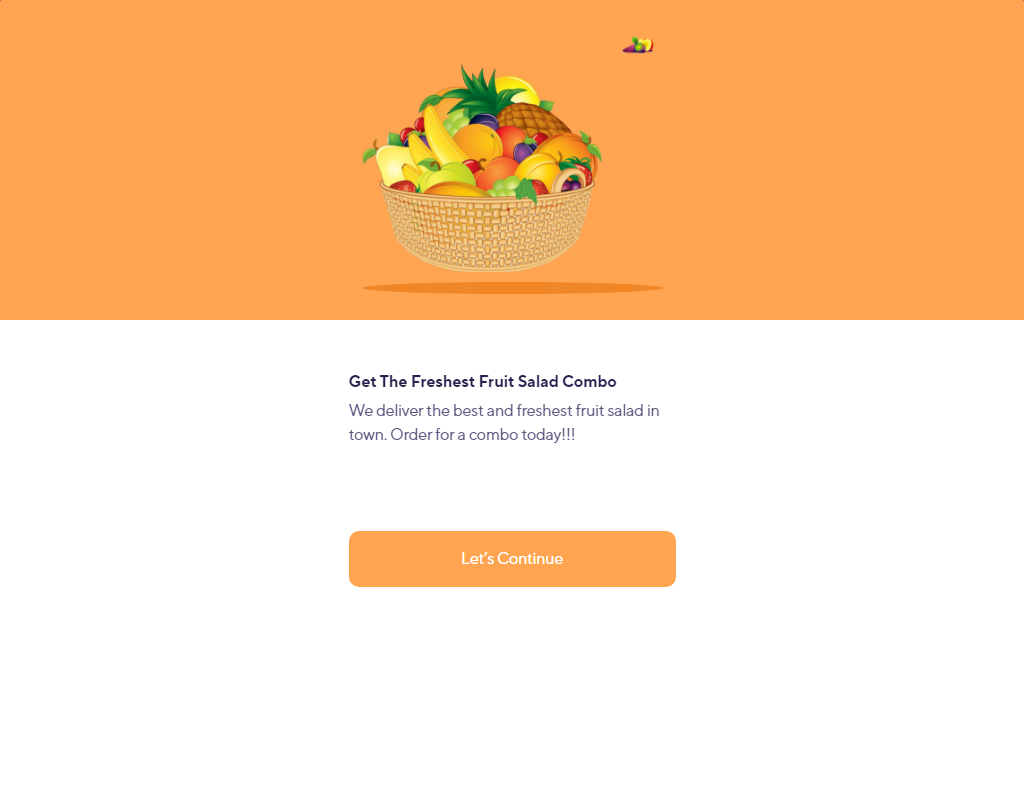 Get The Freshest Fruit Salad Combo
We deliver the best and freshest fruit salad in
town. Order for a combo today!!!
Let’s Continue